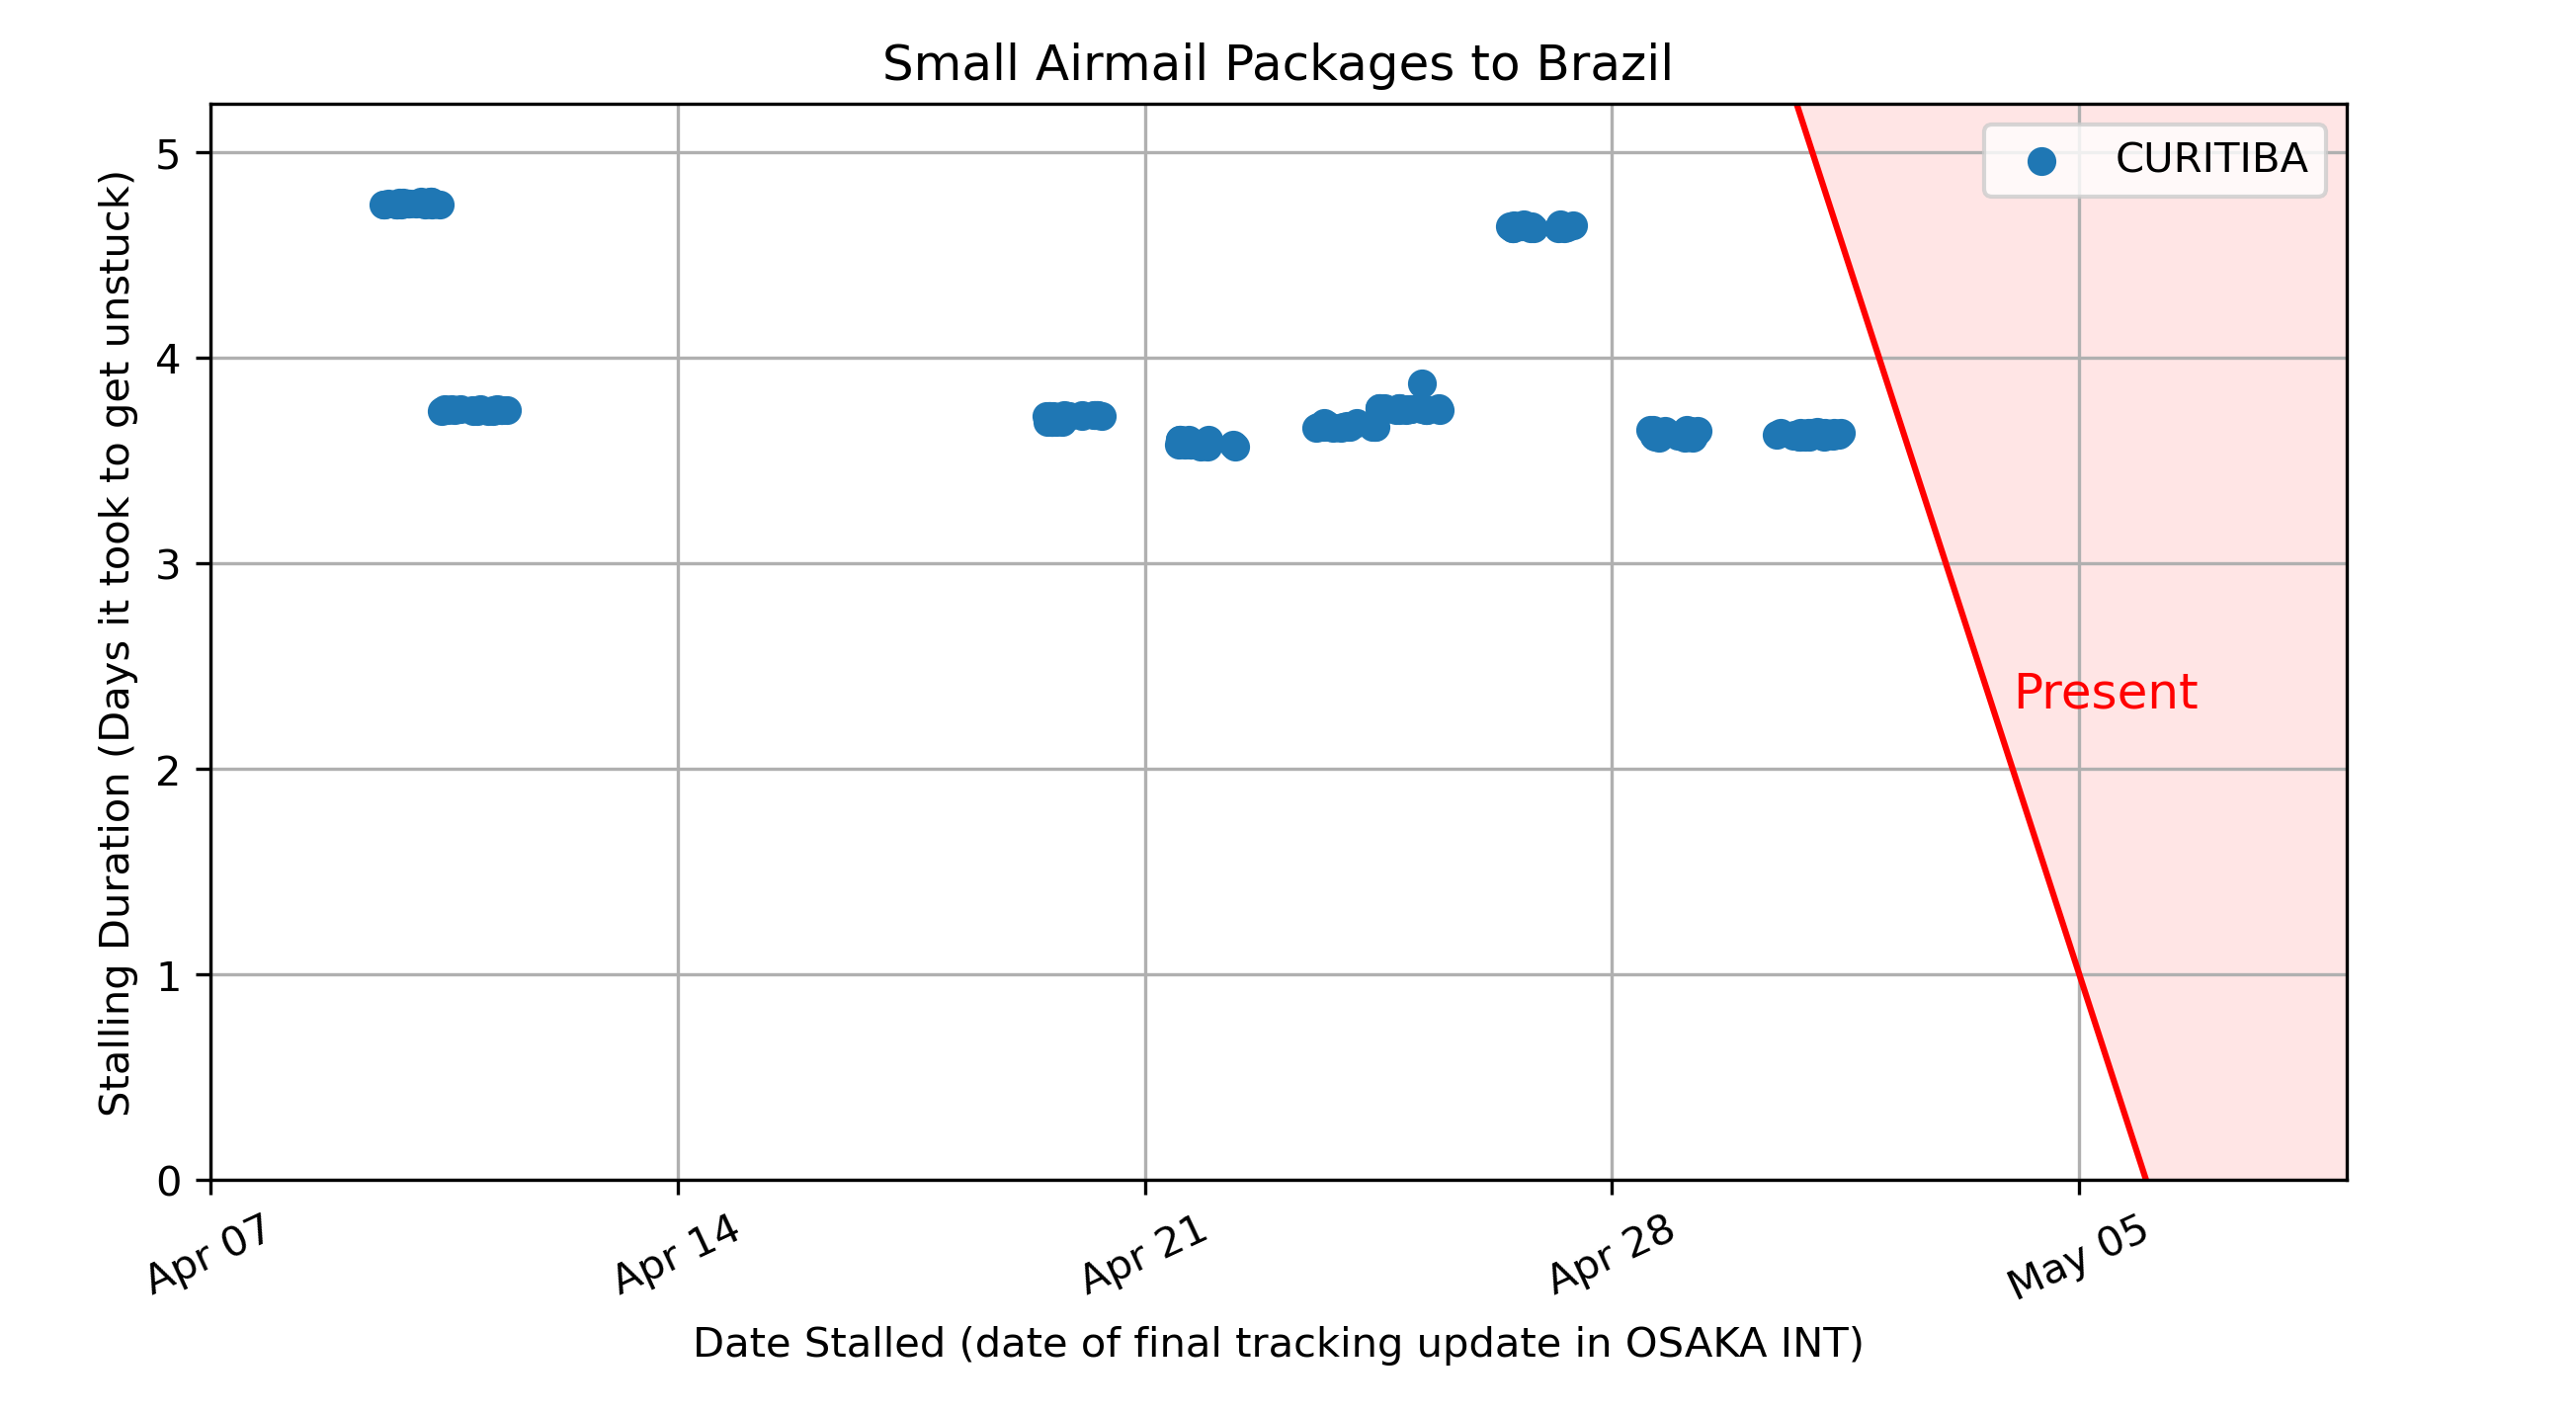 Small Airmail Packages to Brazil
CURITIBA
5
4
3
2
1
0
Stalling Duration (Days it took to get unstuck)
Present
Apr 07
Apr 14
Apr 21
Apr 28
May 05
Date Stalled (date of final tracking update in OSAKA INT)